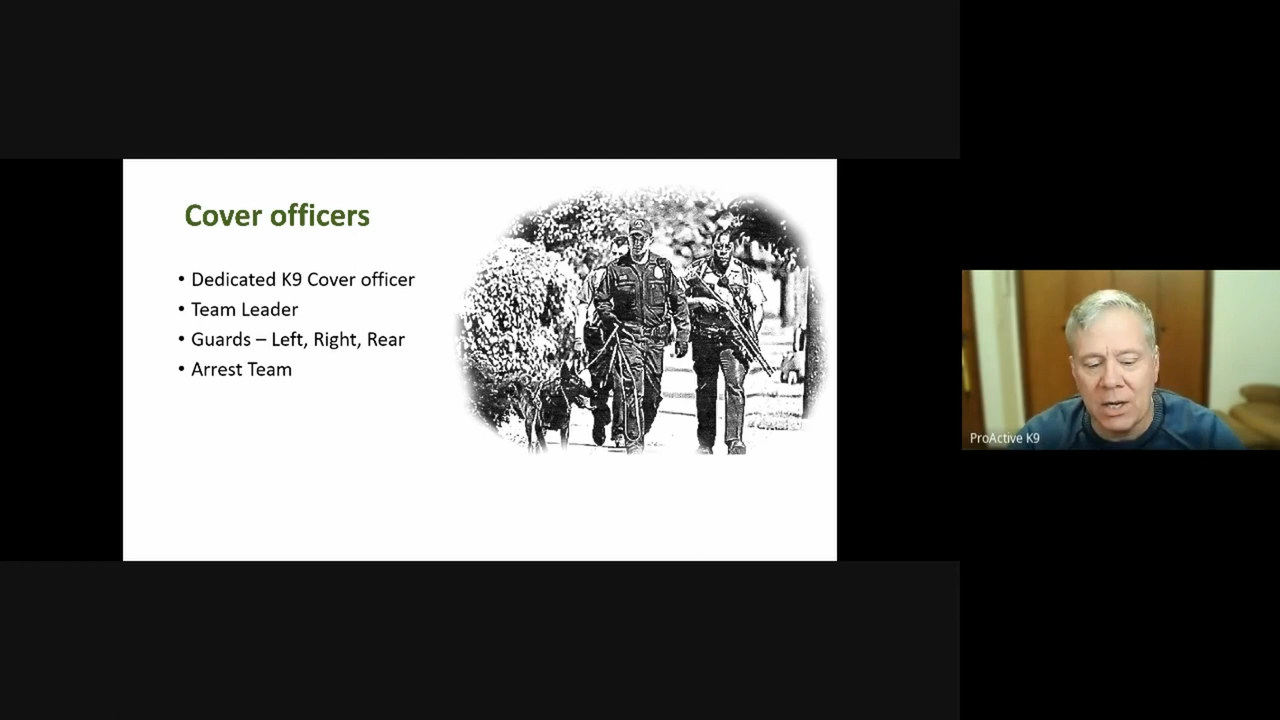 Cover officers
• Dedicated K9 Cover officer
• Team Leader
• Guards – Left, Right, Rear
• Arrest Team
ProActive K9